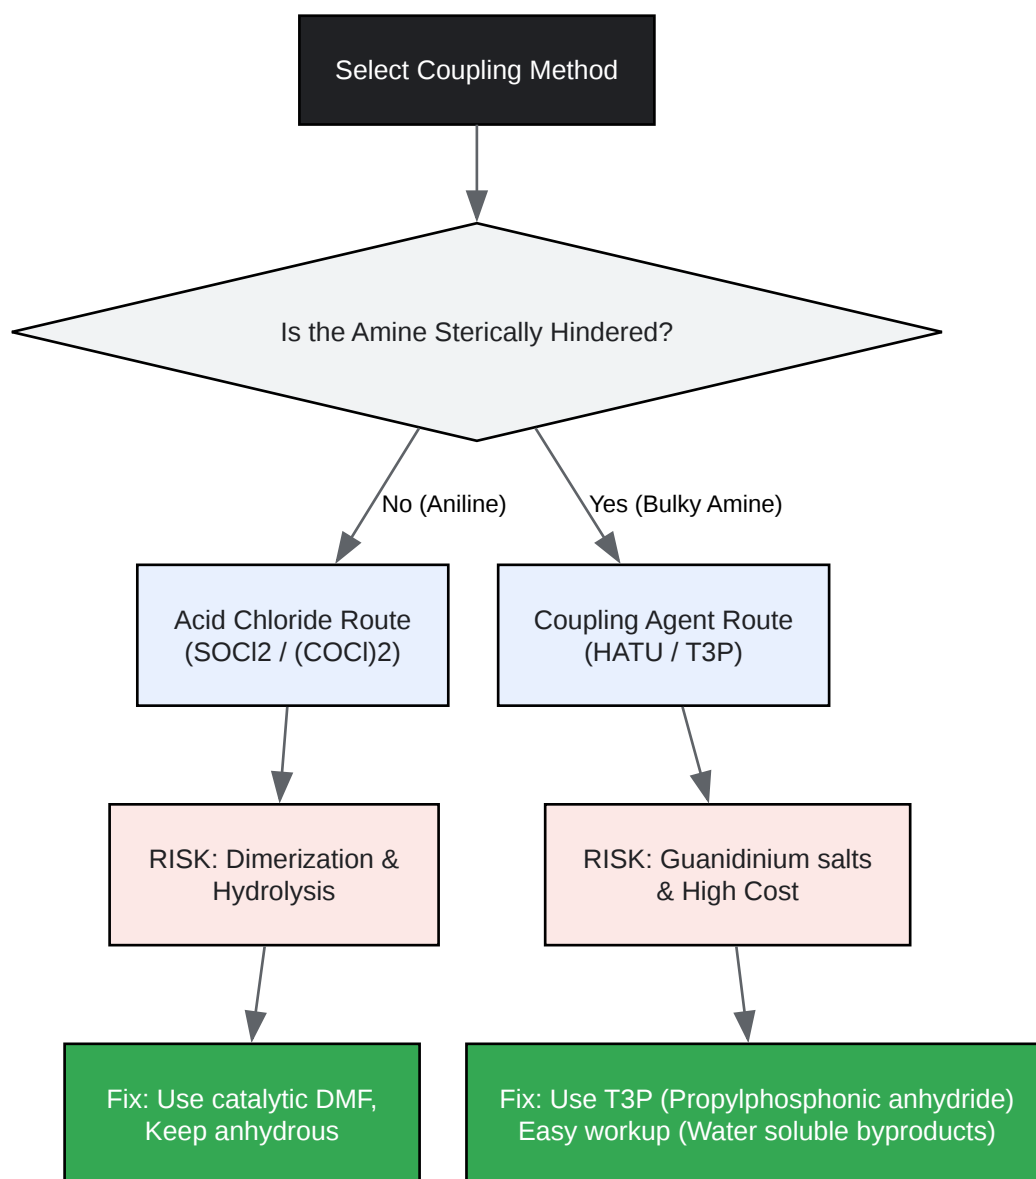 Select Coupling Method
Is the Amine Sterically Hindered?
No (Aniline)
Yes (Bulky Amine)
Acid Chloride Route
(SOCl2 / (COCl)2)
Coupling Agent Route
(HATU / T3P)
RISK: Dimerization &
Hydrolysis
RISK: Guanidinium salts
& High Cost
Fix: Use catalytic DMF,
Keep anhydrous
Fix: Use T3P (Propylphosphonic anhydride)
Easy workup (Water soluble byproducts)